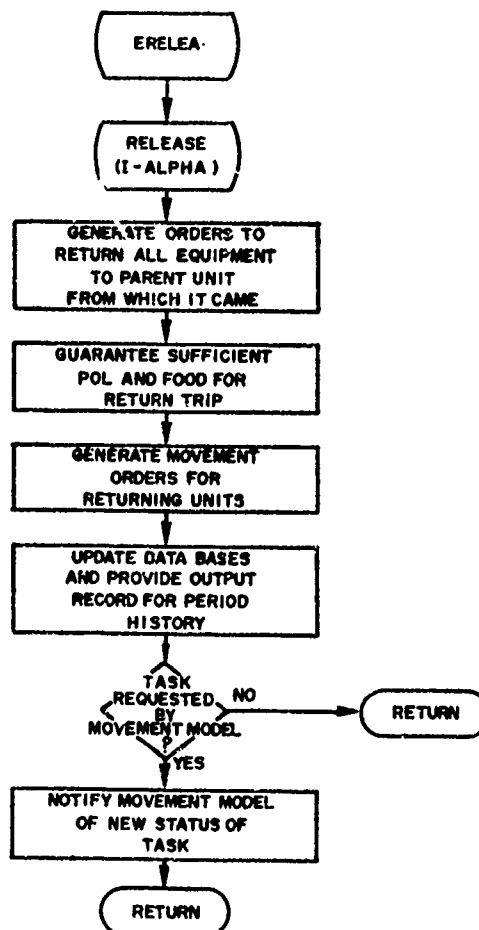 ERELEA
RELEASE
(I-ALPHA)
GENERATE ORDERS TO
RETURN ALL EQUIPMENT
TO PARENT UNIT
FROM WHICH IT CAME
GUARANTEE SUFFICIENT
POL AND FOOD FOR
RETURN TRIP
GENERATE MOVEMENT
ORDERS FOR
RETURNING UNITS
UPDATE DATA BASES
AND PROVIDE OUTPUT
RECORD FOR PERIOD
HISTORY
TASK
REQUESTED
BY
MOVEMENT MODEL
?
NO
RETURN
YES
NOTIFY MOVEMENT MODEL
OF NEW STATUS OF
TASK
RETURN